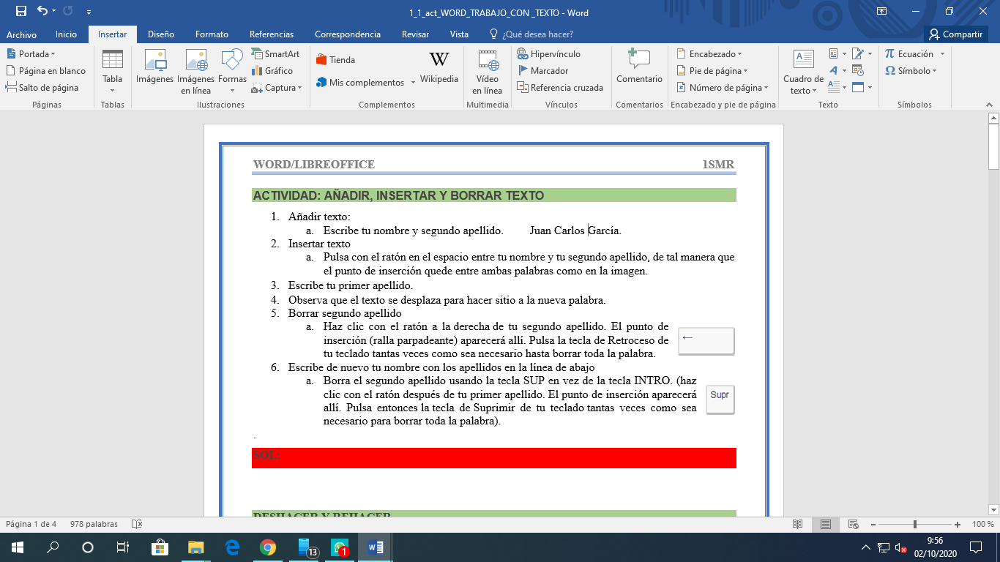 1_1_act_WORD_TRABAJO_CON _TEXTO - Word
Archivo Inicio Insertar Diseño Formato Referencias Correspondencia Revisar Vista ¿Qué desea hacer? Compartir
Portada
Página en blanco
Salto de página
Páginas
Tabla
Tablas
Imágenes
Imágenes en línea
Formas
SmartArt
Gráfico
Captura
Ilustraciones
Tienda
Mis complementos
W
Wikipedia
Complementos
Vídeo en línea
Multimedia
Hipervínculo
Marcador
Referencia cruzada
Vínculos
Comentario
Comentarios
Encabezado
Pie de página
Número de página
Encabezado y pie de página
Cuadro de texto
Texto
π Ecuación
Ω Símbolo
Símbolos
WORD/LIBREOFFICE 1SMR
ACTIVIDAD: AÑADIR, INSERTAR Y BORRAR TEXTO
1. Añadir texto:
a. Escribe tu nombre y segundo apellido. Juan Carlos García.
2. Insertar texto
a. Pulsa con el ratón en el espacio entre tu nombre y tu segundo apellido, de tal manera que
el punto de inserción quede entre ambas palabras como en la imagen.
3. Escribe tu primer apellido.
4. Observa que el texto se desplaza para hacer sitio a la nueva palabra.
5. Borrar segundo apellido
a. Haz clic con el ratón a la derecha de tu segundo apellido. El punto de
inserción (ralla parpadeante) aparecerá allí. Pulsa la tecla de Retroceso de
tu teclado tantas veces como sea necesario hasta borrar toda la palabra.
←
6. Escribe de nuevo tu nombre con los apellidos en la línea de abajo
a. Borra el segundo apellido usando la tecla SUP en vez de la tecla INTRO. (haz
clic con el ratón después de tu primer apellido. El punto de inserción aparecerá
allí. Pulsa entonces la tecla de Suprimir de tu teclado tantas veces como sea
necesario para borrar toda la palabra).
Supr
.
SOL:
DESHACER Y REHACER
Página 1 de 4 978 palabras 100 %
13
1
9:56
02/10/2020